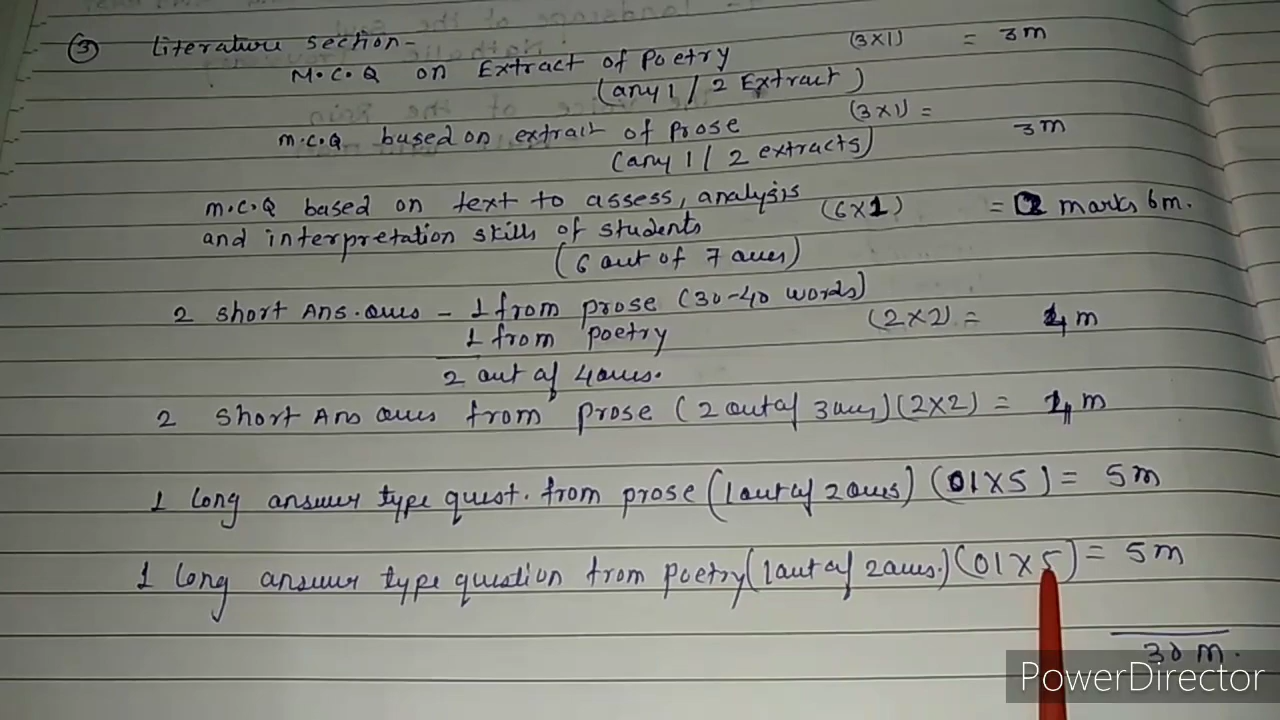 ③ Literature section-
M.C.Q on Extract of Poetry (3X1) = 3m
(any 1 / 2 Extract)
m.c.Q based on extract of prose (3X1) = 3m
(any 1 / 2 extracts)
m.c.Q based on text to assess, analysis
and interpretation skills of students (6X1) = 2 marks 6m.
(6 out of 7 ques)
2 short Ans. ques - 1 from prose (30-40 words)
1 from poetry (2X2) = 4m
2 out of 4 ques.
2 short Ans ques from prose (2 out of 3 ques) (2X2) = 4m
1 long answer type quest. from prose (1 out of 2 ques) (01X5) = 5m
1 long answer type question from poetry (1 out of 2 ques.) (01X5) = 5m
30 m.
PowerDirector